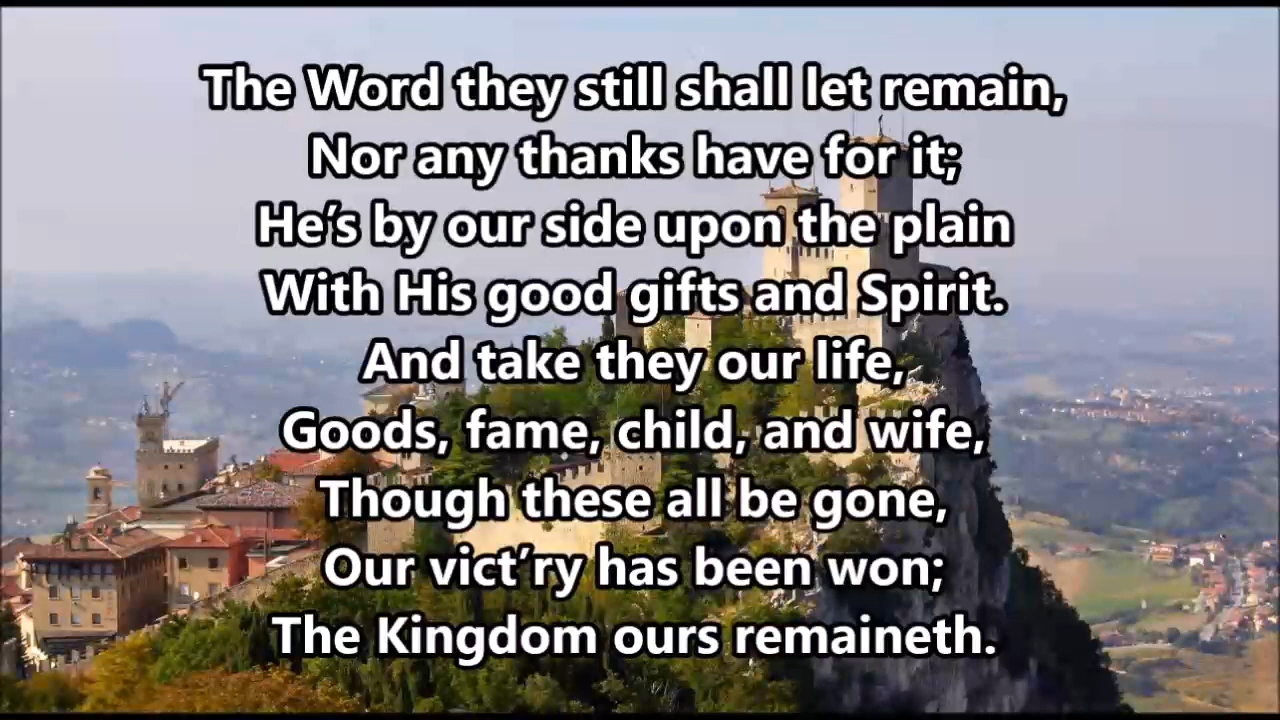 The Word they still shall let remain,
Nor any thanks have for it;
He’s by our side upon the plain
With His good gifts and Spirit.
And take they our life,
Goods, fame, child, and wife,
Though these all be gone,
Our vict’ry has been won;
The Kingdom ours remaineth.